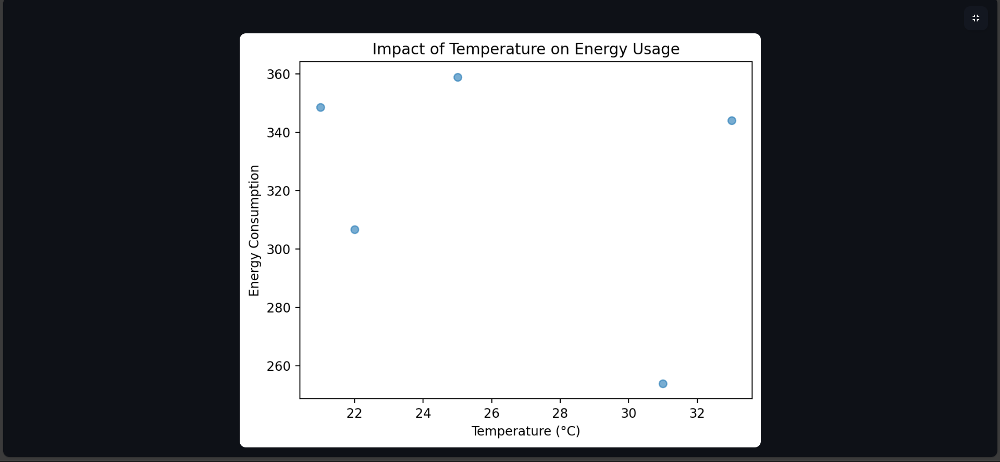 Impact of Temperature on Energy Usage
360
340
320
300
280
260
Energy Consumption
22 24 26 28 30 32
Temperature (°C)